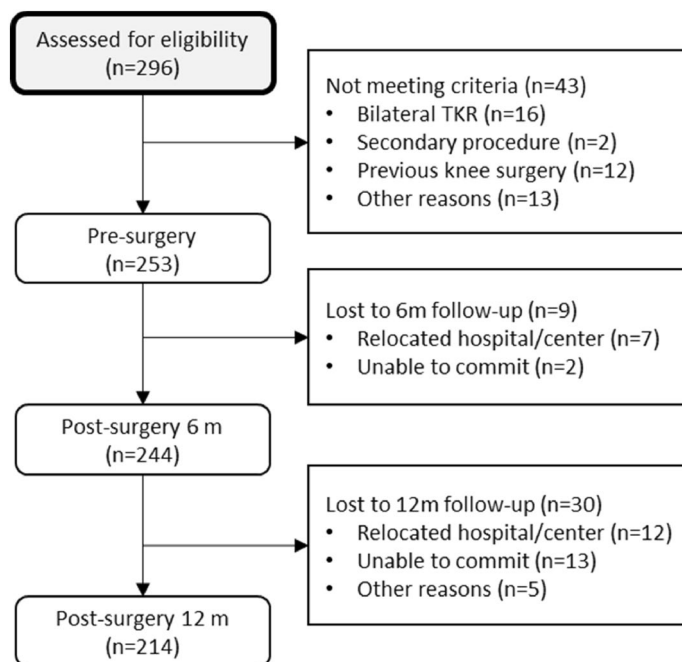 Assessed for eligibility
(n=296)
Not meeting criteria (n=43)
• Bilateral TKR (n=16)
• Secondary procedure (n=2)
• Previous knee surgery (n=12)
• Other reasons (n=13)
Pre-surgery
(n=253)
Lost to 6m follow-up (n=9)
• Relocated hospital/center (n=7)
• Unable to commit (n=2)
Post-surgery 6 m
(n=244)
Lost to 12m follow-up (n=30)
• Relocated hospital/center (n=12)
• Unable to commit (n=13)
• Other reasons (n=5)
Post-surgery 12 m
(n=214)